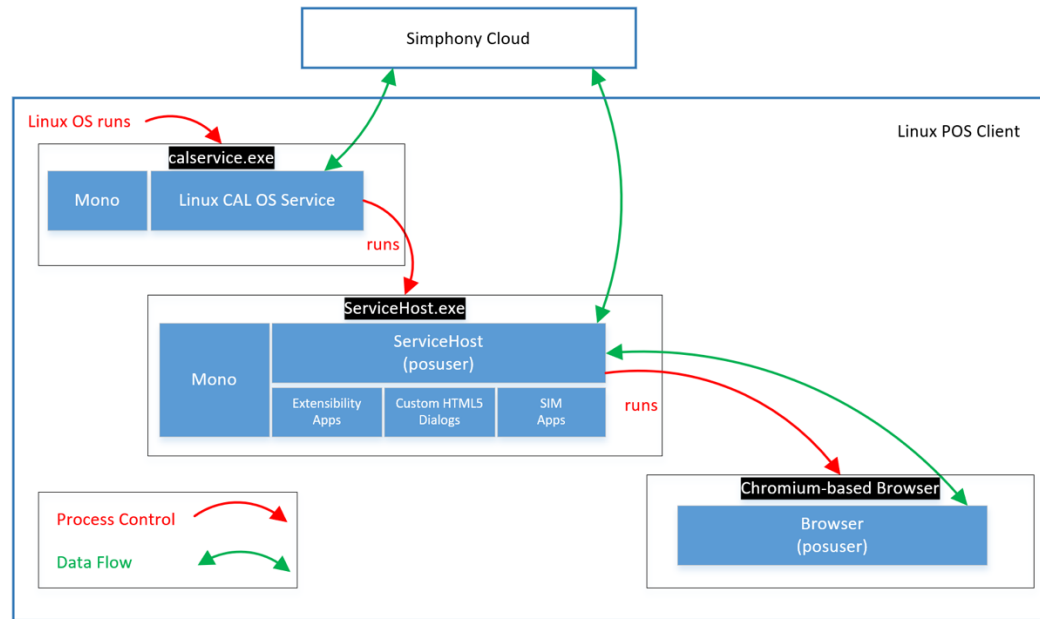 Simphony Cloud
Linux OS runs
Linux POS Client
calservice.exe
Mono
Linux CAL OS Service
runs
ServiceHost.exe
Mono
ServiceHost
(posuser)
Extensibility
Apps
Custom HTML5
Dialogs
SIM
Apps
runs
Chromium-based Browser
Browser
(posuser)
Process Control
Data Flow